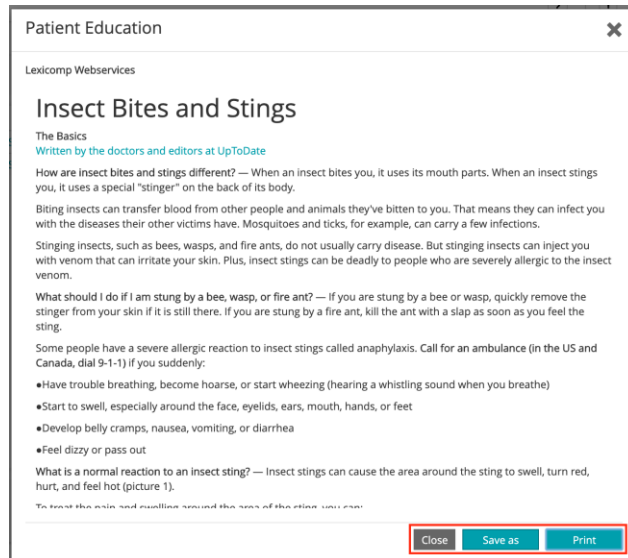 Patient Education
Lexicomp Webservices
Insect Bites and Stings
The Basics
Written by the doctors and editors at UpToDate
How are insect bites and stings different? — When an insect bites you, it uses its mouth parts. When an insect stings
you, it uses a special "stinger" on the back of its body.
Biting insects can transfer blood from other people and animals they've bitten to you. That means they can infect you
with the diseases their other victims have. Mosquitoes and ticks, for example, can carry a few infections.
Stinging insects, such as bees, wasps, and fire ants, do not usually carry disease. But stinging insects can inject you
with venom that can irritate your skin. Plus, insect stings can be deadly to people who are severely allergic to the insect
venom.
What should I do if I am stung by a bee, wasp, or fire ant? — If you are stung by a bee or wasp, quickly remove the
stinger from your skin if it is still there. If you are stung by a fire ant, kill the ant with a slap as soon as you feel the
sting.
Some people have a severe allergic reaction to insect stings called anaphylaxis. Call for an ambulance (in the US and
Canada, dial 9-1-1) if you suddenly:
●Have trouble breathing, become hoarse, or start wheezing (hearing a whistling sound when you breathe)
●Start to swell, especially around the face, eyelids, ears, mouth, hands, or feet
●Develop belly cramps, nausea, vomiting, or diarrhea
●Feel dizzy or pass out
What is a normal reaction to an insect sting? — Insect stings can cause the area around the sting to swell, turn red,
hurt, and feel hot (picture 1).
To treat the pain and swelling around the area of the sting, you can:
Close Save as Print